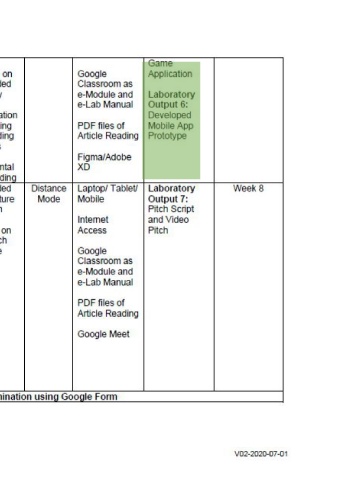 Game
on
Google
Application
led
Classroom as
e-Module and
Laboratory
ation
e-Lab Manual
Output 6:
ing
Developed
ding
PDF files of
Mobile App
Article Reading
Prototype
ntal
Figma/Adobe
ding
XD
led
Distance
Laptop/ Tablet/
Laboratory
Week 8
ture
Mode
Mobile
Output 7:
Pitch Script
Internet
and Video
on
Access
Pitch
ch
Google
Classroom as
e-Module and
e-Lab Manual
PDF files of
Article Reading
Google Meet
mination using Google Form
V02-2020-07-01